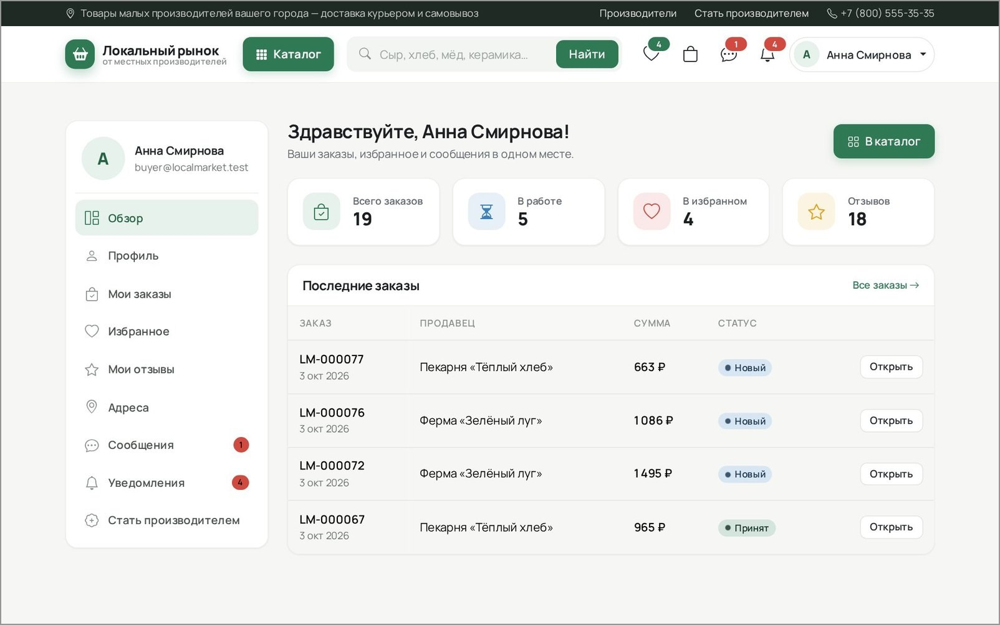 Товары малых производителей вашего города — доставка курьером и самовывоз
Производители
Стать производителем
+7 (800) 555-35-35
Локальный рынок
от местных производителей
Каталог
Сыр, хлеб, мёд, керамика...
Найти
4
1
4
А
Анна Смирнова
А
Анна Смирнова
buyer@localmarket.test
Обзор
Профиль
Мои заказы
Избранное
Мои отзывы
Адреса
Сообщения 1
Уведомления 4
Стать производителем
Здравствуйте, Анна Смирнова!
Ваши заказы, избранное и сообщения в одном месте.
В каталог
Всего заказов
19
В работе
5
В избранном
4
Отзывов
18
Последние заказы
Все заказы →
ЗАКАЗ ПРОДАВЕЦ СУММА СТАТУС
LM-000077
3 окт 2026
Пекарня «Тёплый хлеб» 663 ₽ Новый Открыть
LM-000076
3 окт 2026
Ферма «Зелёный луг» 1 086 ₽ Новый Открыть
LM-000072
3 окт 2026
Ферма «Зелёный луг» 1 495 ₽ Новый Открыть
LM-000067
3 окт 2026
Пекарня «Тёплый хлеб» 965 ₽ Принят Открыть